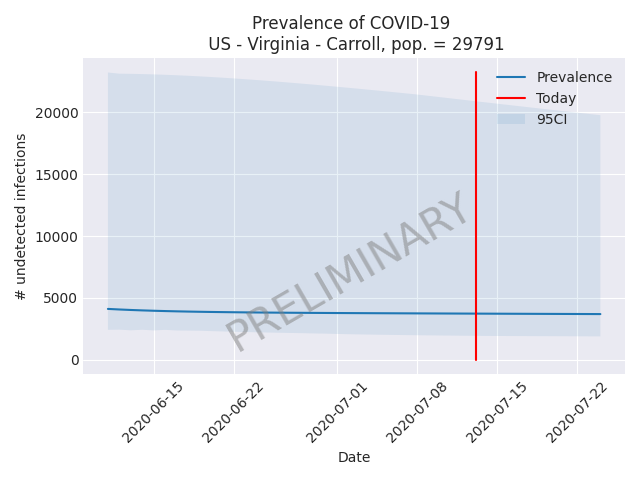 Prevalence of COVID-19
US - Virginia - Carroll, pop. = 29791
Prevalence
Today
95CI
# undetected infections
20000
15000
10000
5000
0
PRELIMINARY
2020-06-15
2020-06-22
2020-07-01
2020-07-08
2020-07-15
2020-07-22
Date